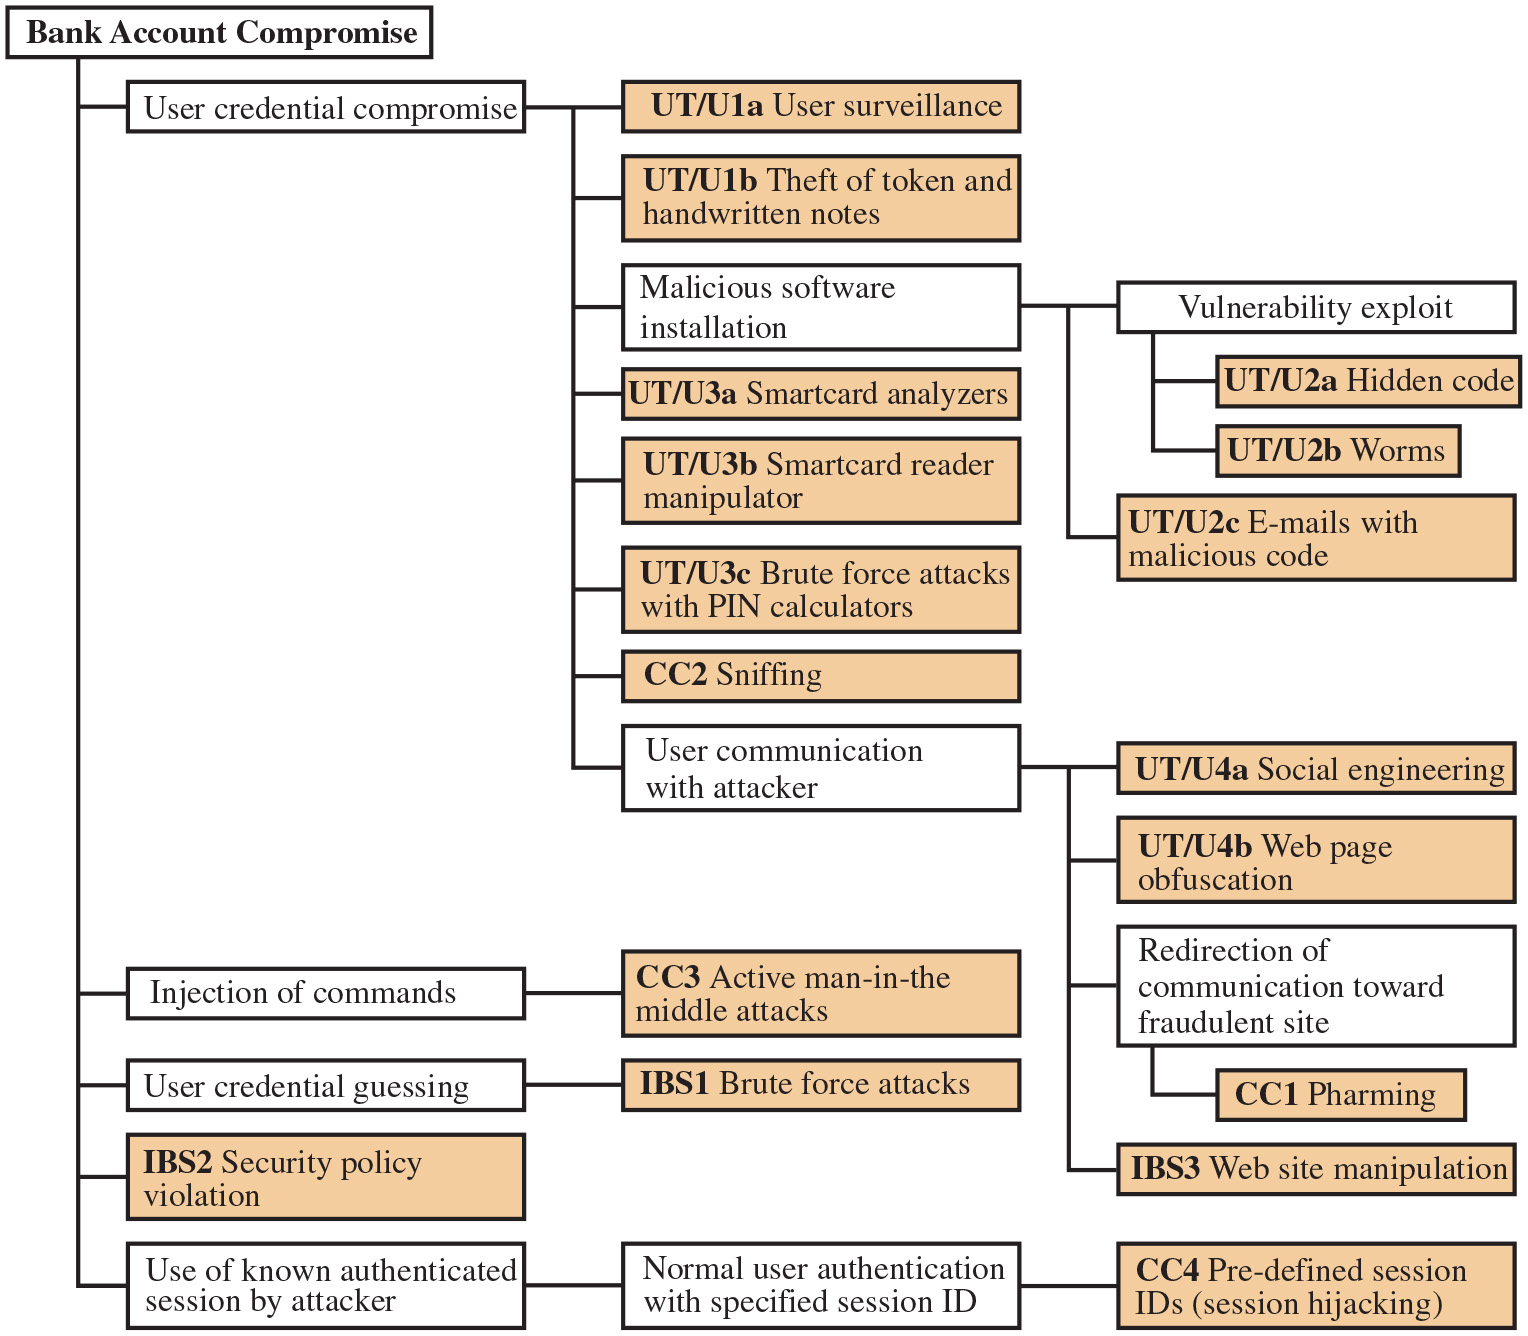 Bank Account Compromise
User credential compromise
UT/U1a User surveillance
UT/U1b Theft of token and
handwritten notes
Malicious software
installation
Vulnerability exploit
UT/U2a Hidden code
UT/U2b Worms
UT/U2c E-mails with
malicious code
UT/U3a Smartcard analyzers
UT/U3b Smartcard reader
manipulator
UT/U3c Brute force attacks
with PIN calculators
CC2 Sniffing
User communication
with attacker
UT/U4a Social engineering
UT/U4b Web page
obfuscation
Redirection of
communication toward
fraudulent site
CC1 Pharming
IBS3 Web site manipulation
Injection of commands
CC3 Active man-in-the
middle attacks
User credential guessing
IBS1 Brute force attacks
IBS2 Security policy
violation
Use of known authenticated
session by attacker
Normal user authentication
with specified session ID
CC4 Pre-defined session
IDs (session hijacking)